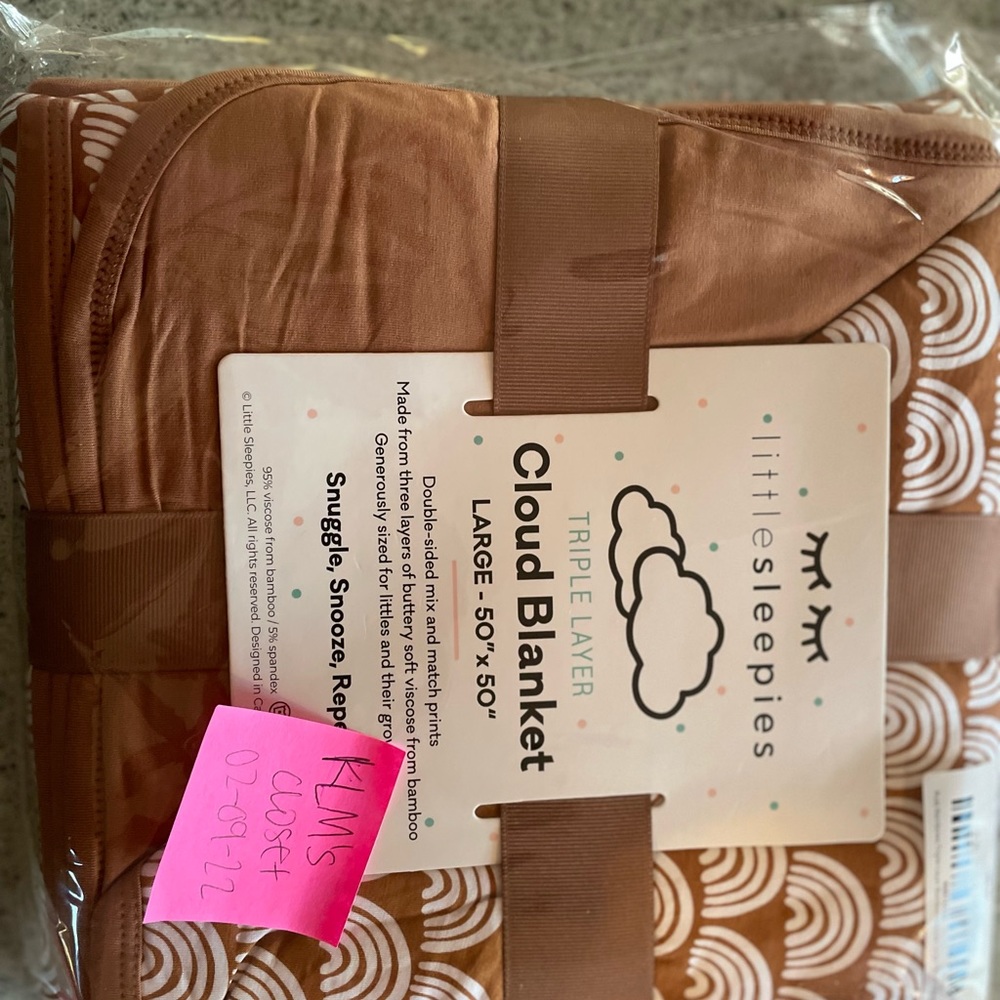 littlesleepies
TRIPLE LAYER
Cloud Blanket
LARGE - 50"x 50"
Double-sided mix and match prints
Made from three layers of buttery soft viscose from bamboo
Generously sized for littles and their
Snuggle, Snooze,
95% viscose from bamboo / 5% spandex
© Little Sleepies, LLC. All rights reserved. Designed in
KLM's
closet
02-09-22